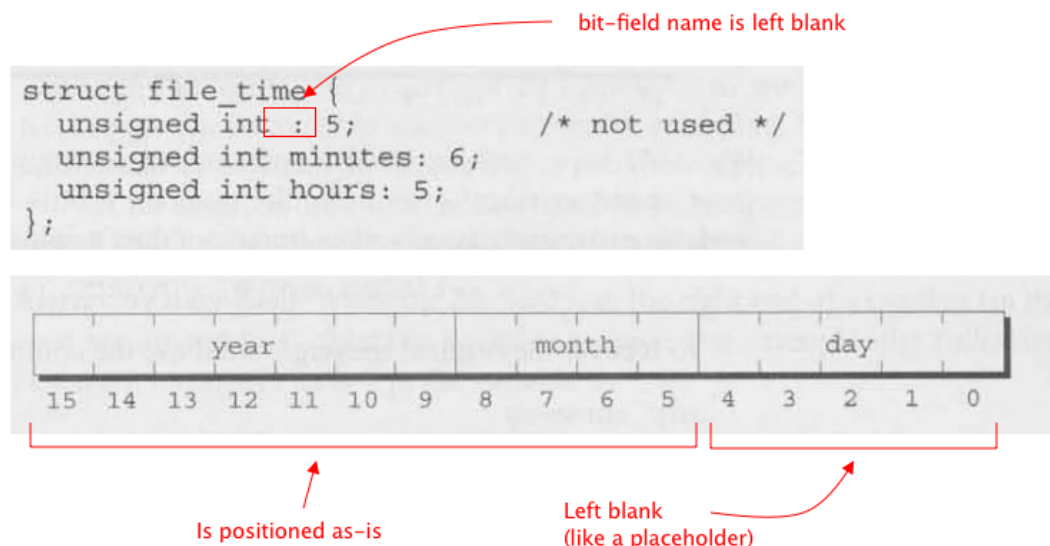 bit-field name is left blank
struct file_time {
unsigned int : 5; /* not used */
unsigned int minutes: 6;
unsigned int hours: 5;
};
year month day
15 14 13 12 11 10 9 8 7 6 5 4 3 2 1 0
Is positioned as-is
Left blank
(like a placeholder)